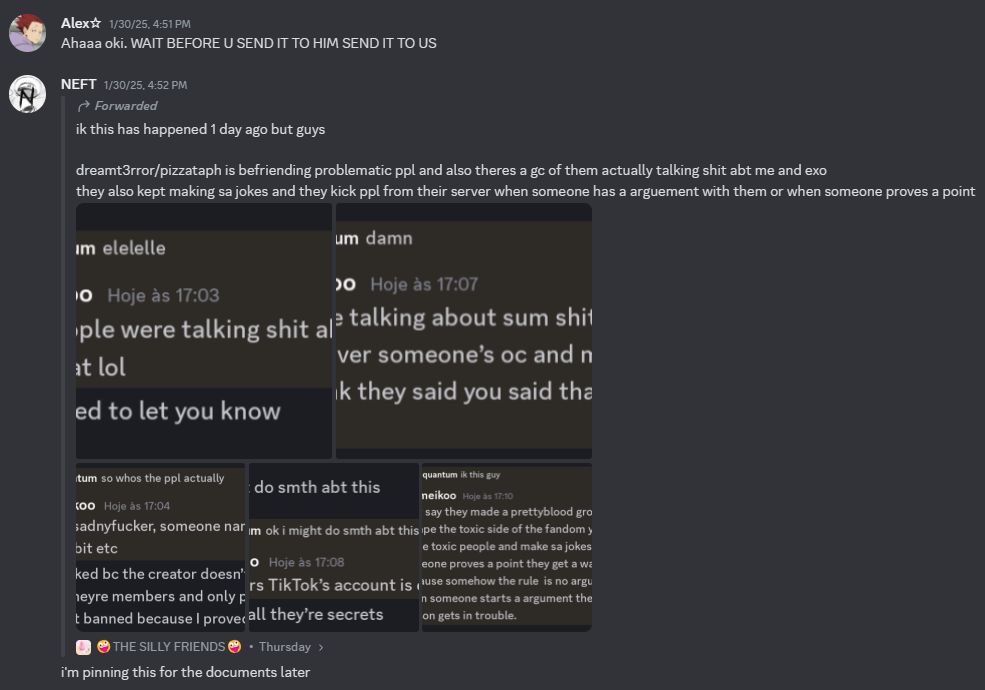 Alex☆ 1/30/25, 4:51 PM
Ahaaa oki. WAIT BEFORE U SEND IT TO HIM SEND IT TO US
NEFT 1/30/25, 4:52 PM
Forwarded
ik this has happened 1 day ago but guys
dreamt3rror/pizzataph is befriending problematic ppl and also theres a gc of them actually talking shit abt me and exo
they also kept making sa jokes and they kick ppl from their server when someone has a arguement with them or when someone proves a point
um elelelle
oo Hoje às 17:03
ople were talking shit al
at lol
ed to let you know
um damn
oo Hoje às 17:07
e talking about sum shit
ver someone's oc and m
k they said you said tha
ntum so whos the ppl actually
koo Hoje às 17:04
sadnyfucker, someone nar
bit etc
ked bc the creator doesn'
heyre members and only p
t banned because I proved
do smth abt this
m ok i might do smth abt this
o Hoje às 17:08
rs TikTok's account is
all they're secrets
quantum ik this guy
meikoo Hoje às 17:10
say they made a prettyblood gro
pe the toxic side of the fandom y
e toxic people and make sa jokes
eone proves a point they get a wa
ause somehow the rule is no argu
n someone starts a argument the
on gets in trouble.
🤪THE SILLY FRIENDS🤪 • Thursday >
i'm pinning this for the documents later